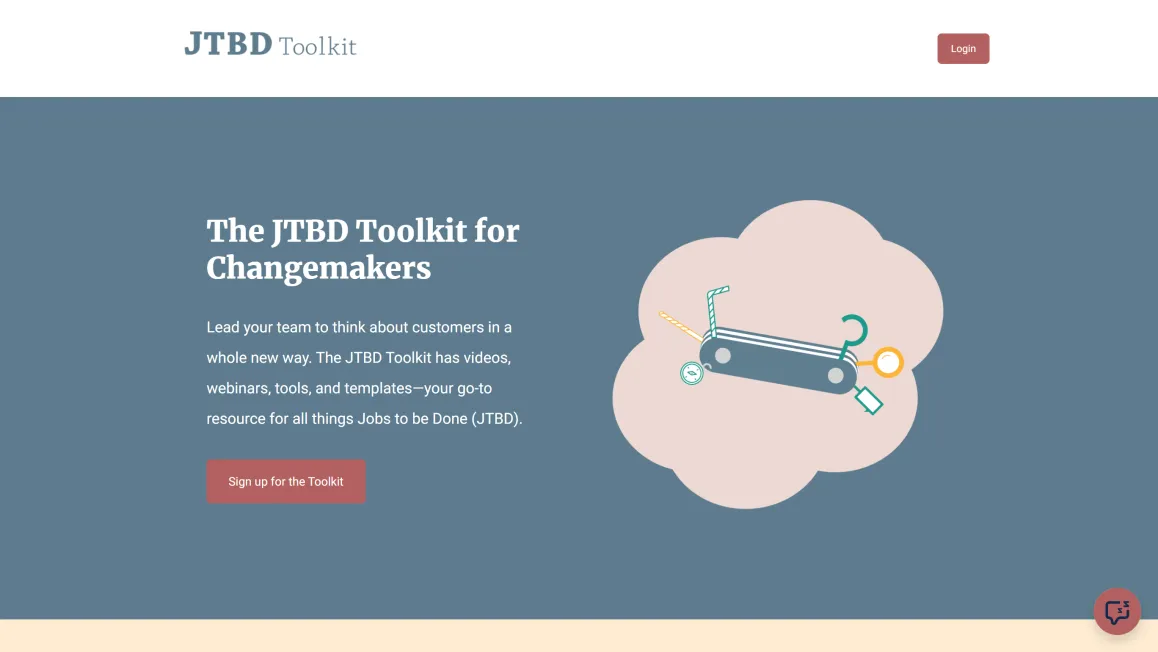 JTBD Toolkit
Login
The JTBD Toolkit for
Changemakers
Lead your team to think about customers in a
whole new way. The JTBD Toolkit has videos,
webinars, tools, and templates—your go-to
resource for all things Jobs to be Done (JTBD).
Sign up for the Toolkit